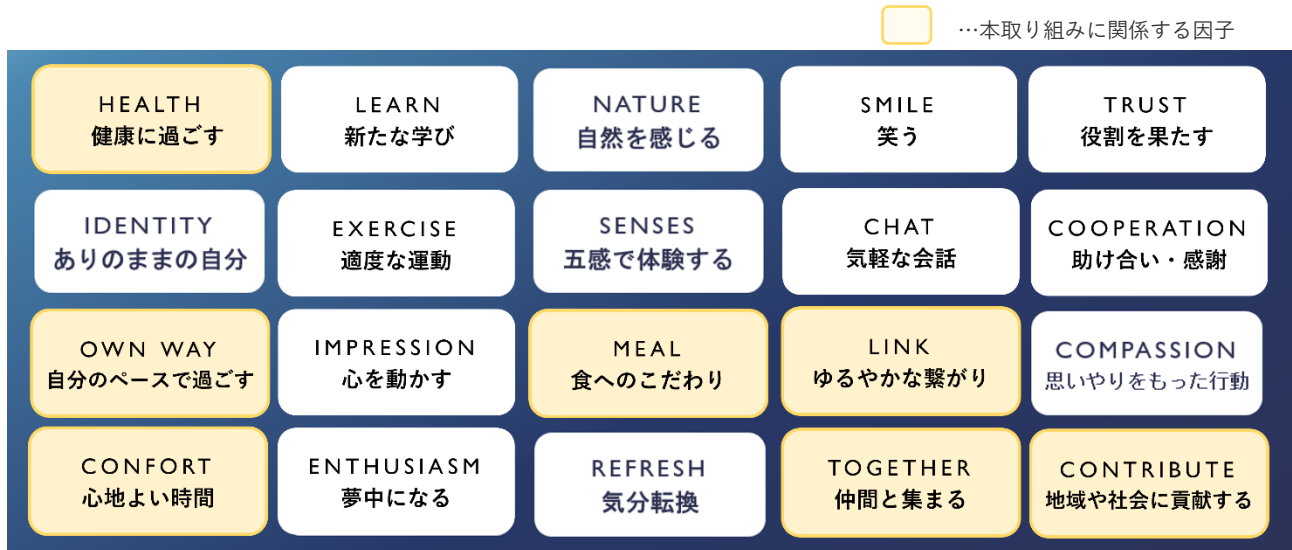 …本取り組みに関係する因子
HEALTH
健康に過ごす
LEARN
新たな学び
NATURE
自然を感じる
SMILE
笑う
TRUST
役割を果たす
IDENTITY
ありのままの自分
EXERCISE
適度な運動
SENSES
五感で体験する
CHAT
気軽な会話
COOPERATION
助け合い・感謝
OWN WAY
自分のペースで過ごす
IMPRESSION
心を動かす
MEAL
食へのこだわり
LINK
ゆるやかな繋がり
COMPASSION
思いやりをもった行動
CONFORT
心地よい時間
ENTHUSIASM
夢中になる
REFRESH
気分転換
TOGETHER
仲間と集まる
CONTRIBUTE
地域や社会に貢献する